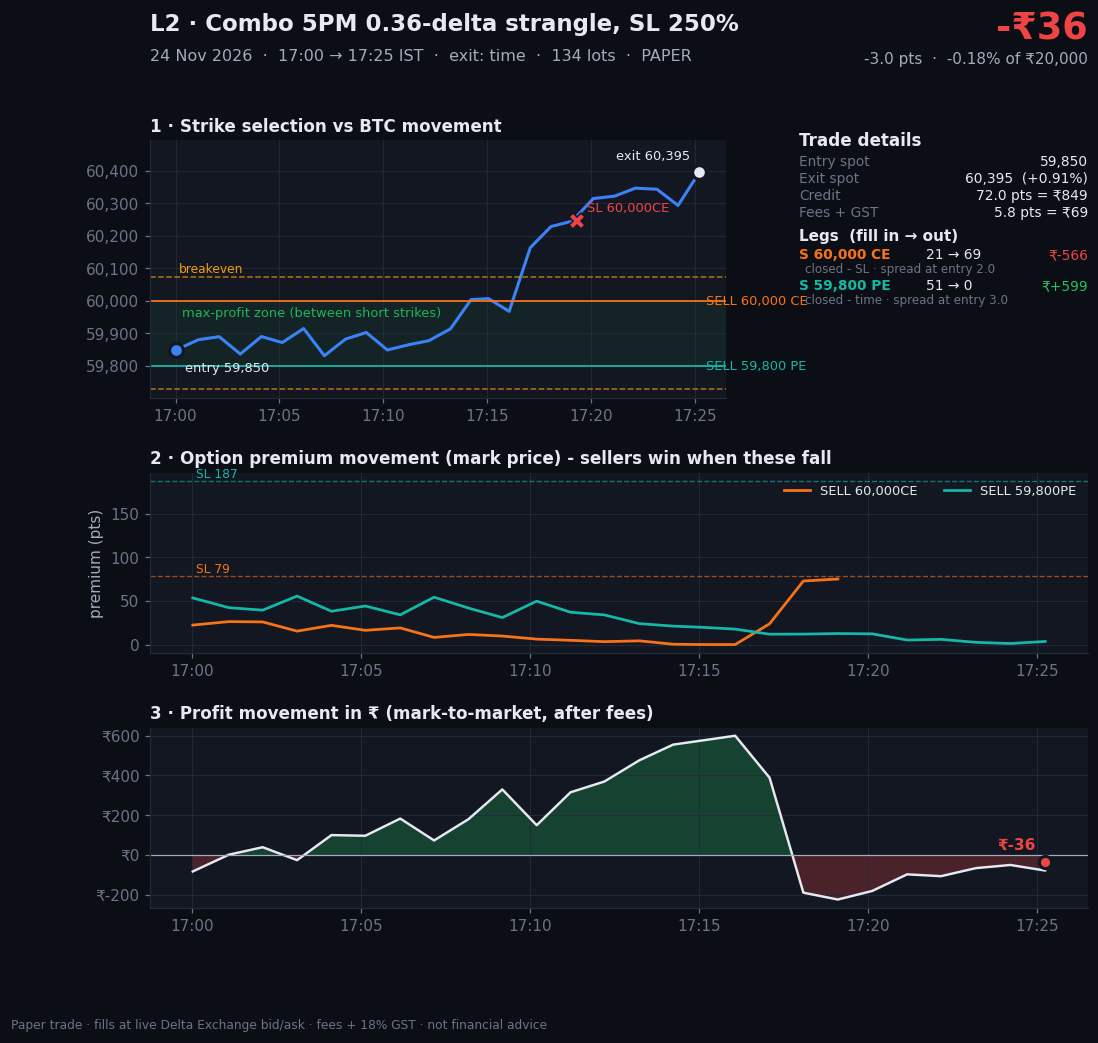 L2 · Combo 5PM 0.36-delta strangle, SL 250%
-₹36
24 Nov 2026 · 17:00 → 17:25 IST · exit: time · 134 lots · PAPER
-3.0 pts · -0.18% of ₹20,000
1 · Strike selection vs BTC movement
60,400
60,300
60,200
60,100
60,000
59,900
59,800
exit 60,395
SL 60,000CE
breakeven
SELL 60,000 CE
max-profit zone (between short strikes)
entry 59,850
SELL 59,800 PE
17:00
17:05
17:10
17:15
17:20
17:25
Trade details
Entry spot 59,850
Exit spot 60,395 (+0.91%)
Credit 72.0 pts = ₹849
Fees + GST 5.8 pts = ₹69
Legs (fill in → out)
S 60,000 CE 21 → 69 ₹-566
closed - SL · spread at entry 2.0
S 59,800 PE 51 → 0 ₹+599
closed - time · spread at entry 3.0
2 · Option premium movement (mark price) - sellers win when these fall
SL 187
SELL 60,000CE
SELL 59,800PE
SL 79
premium (pts)
150
100
50
0
17:00
17:05
17:10
17:15
17:20
17:25
3 · Profit movement in ₹ (mark-to-market, after fees)
₹600
₹400
₹200
₹0
₹-200
₹-36
17:00
17:05
17:10
17:15
17:20
17:25
Paper trade · fills at live Delta Exchange bid/ask · fees + 18% GST · not financial advice